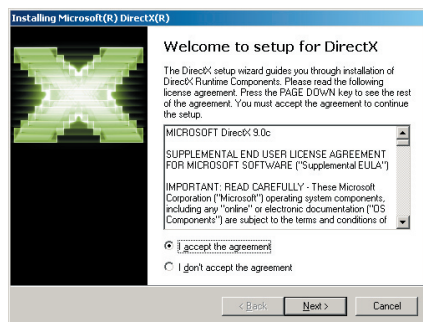 Installing Microsoft(R) DirectX(R)
Welcome to setup for DirectX
The DirectX setup wizard guides you through installation of
DirectX Runtime Components. Please read the following
license agreement. Press the PAGE DOWN key to see the rest
of the agreement. You must accept the agreement to continue
the setup.
MICROSOFT DirectX 9.0c
SUPPLEMENTAL END USER LICENSE AGREEMENT
FOR MICROSOFT SOFTWARE ("Supplemental EULA")
IMPORTANT: READ CAREFULLY - These Microsoft
Corporation ("Microsoft") operating system components,
including any "online" or electronic documentation ("OS
Components") are subject to the terms and conditions of
I accept the agreement
I don't accept the agreement
< Back Next > Cancel